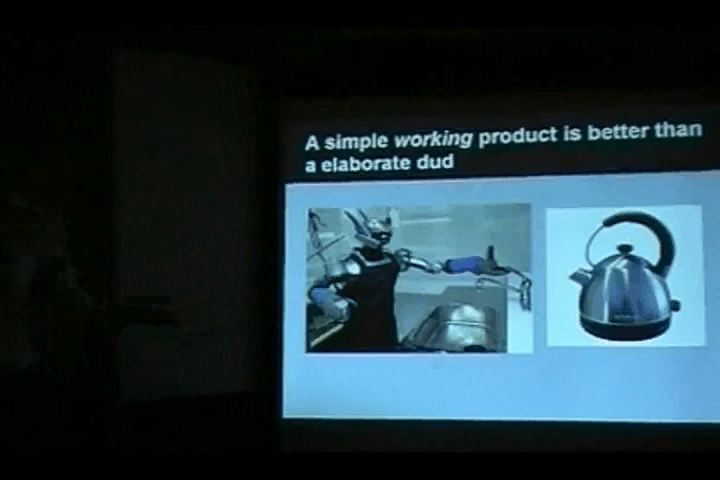 A simple working product is better than
a elaborate dud